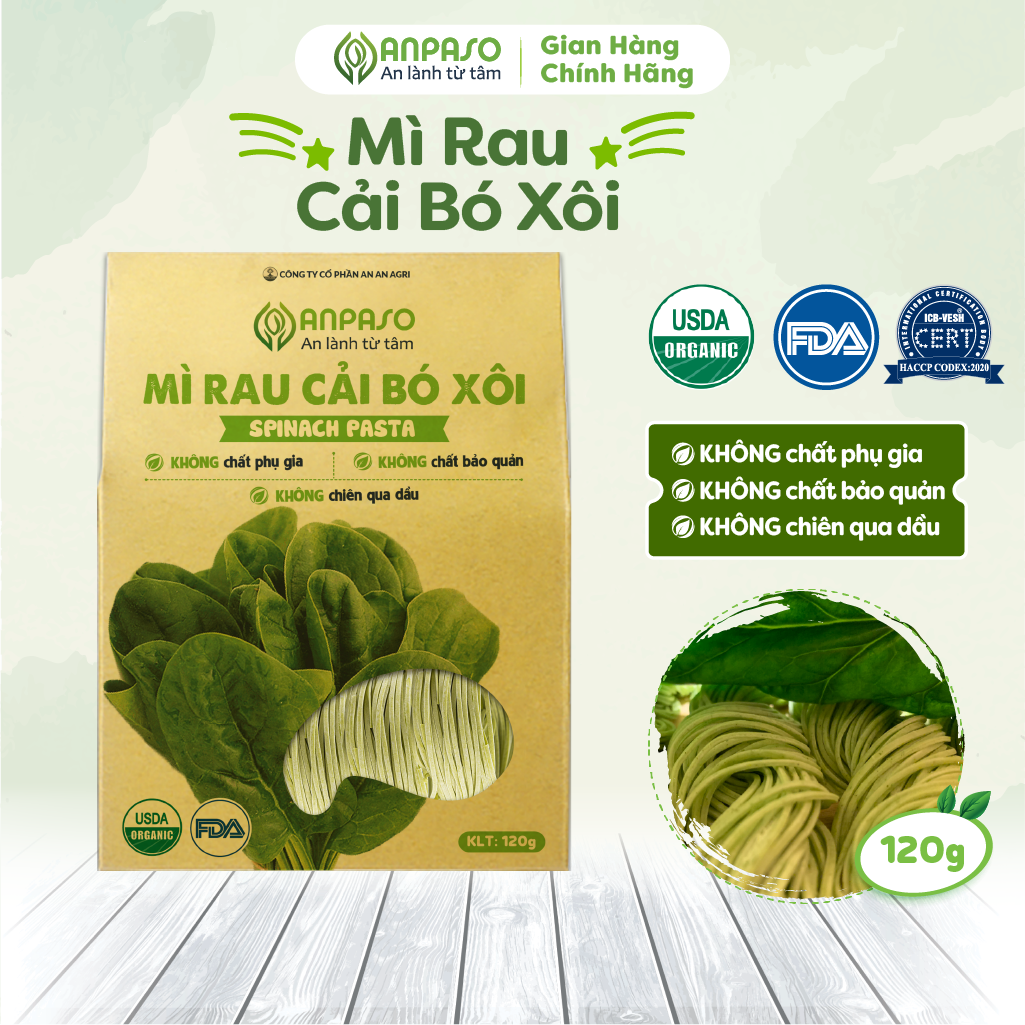 ANPASO
An lành từ tâm
Gian Hàng
Chính Hãng
Mì Rau
Cải Bó Xôi
CÔNG TY CỔ PHẦN AN AN AGRI
ANPASO
An lành từ tâm
MÌ RAU CẢI BÓ XÔI
SPINACH PASTA
KHÔNG chất phụ gia
KHÔNG chất bảo quản
KHÔNG chiên qua dầu
USDA
ORGANIC
FDA
KLT: 120g
USDA
ORGANIC
FDA
INTERNATIONAL CERTIFICATION BODY
ICB-VESH
CERT
HACCP CODEX:2020
KHÔNG chất phụ gia
KHÔNG chất bảo quản
KHÔNG chiên qua dầu
120g